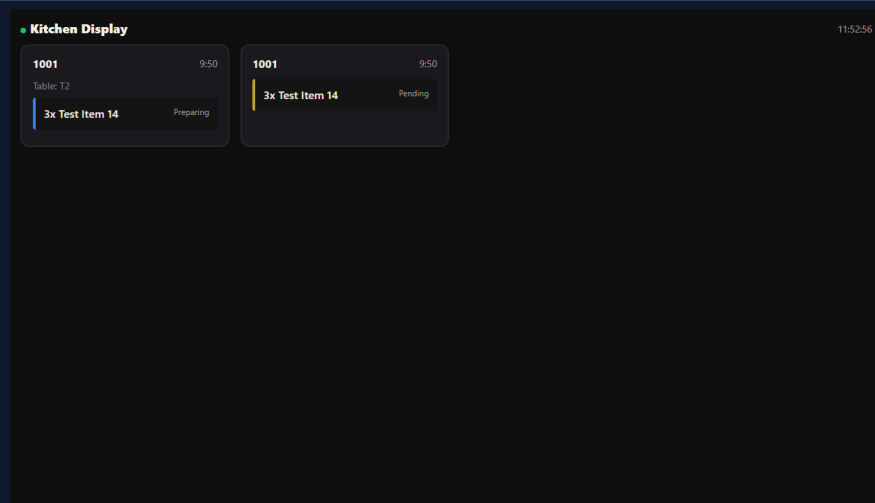 Kitchen Display 11:52:56
1001 9:50
Table: T2
3x Test Item 14 Preparing
1001 9:50
3x Test Item 14 Pending